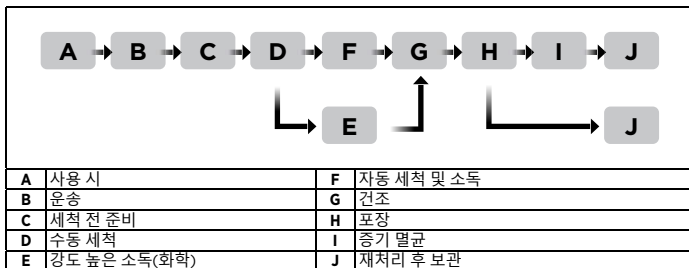 A B C D F G H I J
E J
A 사용 시 F 자동 세척 및 소독
B 운송 G 건조
C 세척 전 준비 H 포장
D 수동 세척 I 증기 멸균
E 강도 높은 소독(화학) J 재처리 후 보관